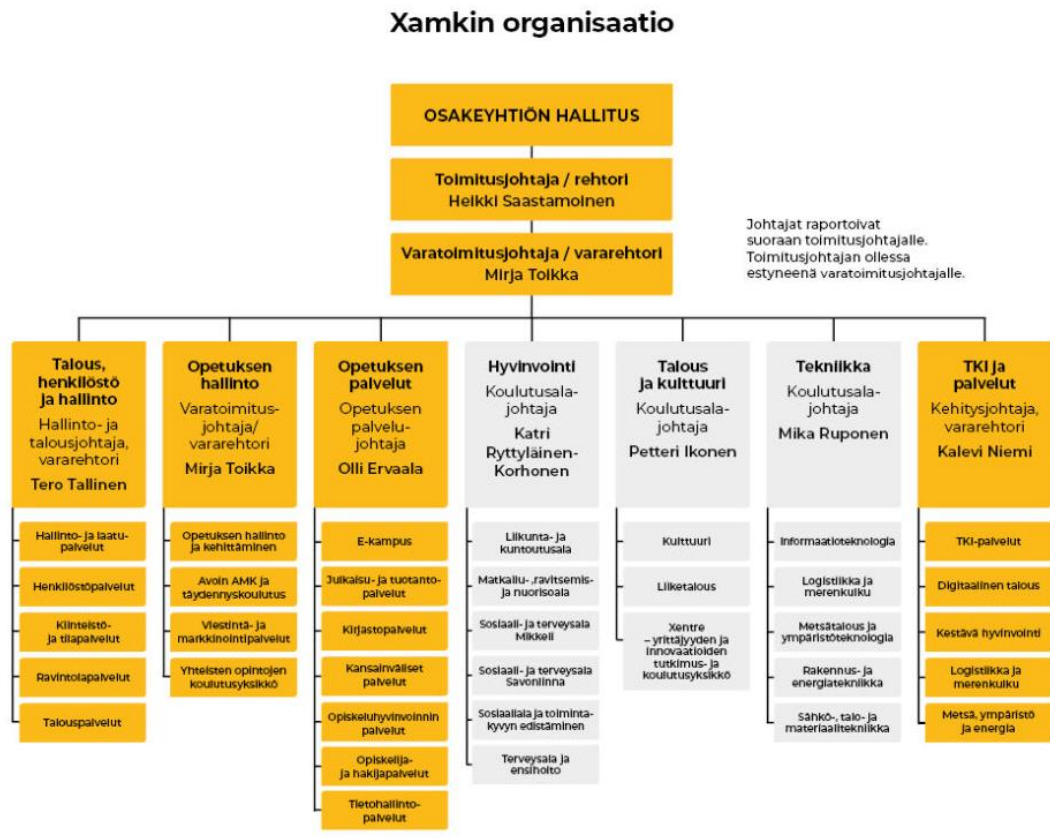 Xamkin organisaatio
OSAKEYHTIÖN HALLITUS
Toimitusjohtaja / rehtori
Heikki Saastamoinen
Varatoimitusjohtaja / vararehtori
Mirja Toikka
Johtajat raportoivat
suoraan toimitusjohtajalle.
Toimitusjohtajan ollessa
estyneenä varatoimitusjohtajalle.
Talous,
henkilöstö
ja hallinto
Hallinto- ja
talousjohtaja,
vararehtori
Tero Tallinen
Hallinto- ja laatu-
palvelut
Henkilöstöpalvelut
Kiinteistö-
ja tilapalvelut
Ravintolapalvelut
Talouspalvelut
Opetuksen
hallinto
Varatoimitus-
johtaja/
vararehtori
Mirja Toikka
Opetuksen hallinto
ja kehittäminen
Avoin AMK ja
täydennyskoulutus
Viestintä- ja
markkinointipalvelut
Yhteisten opintojen
koulutusyksikkö
Opetuksen
palvelut
Opetuksen
palvelu-
johtaja
Olli Ervaala
E-kampus
Julkaisu- ja tuotanto-
palvelut
Kirjastopalvelut
Kansainväliset
palvelut
Opiskeluhyvinvoinnin
palvelut
Opiskelija-
ja hakijapalvelut
Tietohallinto-
palvelut
Hyvinvointi
Koulutusala-
johtaja
Katri
Ryttyläinen-
Korhonen
Liikunta- ja
kuntoutusala
Matkailu- ,ravitsemis-
ja nuorisoala
Sosiaali- ja terveysala
Mikkeli
Sosiaali- ja terveysala
Savonlinna
Sosiaaliala ja toiminta-
kyvyn edistäminen
Terveysala ja
ensihoito
Talous
ja kulttuuri
Koulutusala-
johtaja
Petteri Ikonen
Kulttuuri
Liiketalous
Xentre
– yrittäjyyden ja
innovaatioiden
tutkimus- ja
koulutusyksikkö
Tekniikka
Koulutusala-
johtaja
Mika Ruponen
Informaatioteknologia
Logistiikka ja
merenkulku
Metsätalous ja
ympäristöteknologia
Rakennus- ja
energiatekniikka
Sähkö-, talo- ja
materiaalitekniikka
TKI ja
palvelut
Kehitysjohtaja,
vararehtori
Kalevi Niemi
TKI-palvelut
Digitaalinen talous
Kestävä hyvinvointi
Logistiikka ja
merenkulku
Metsä, ympäristö
ja energia